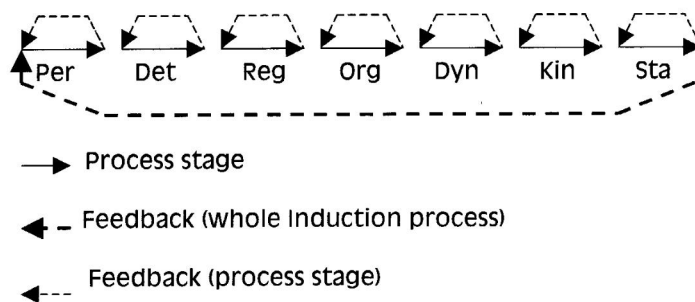 Per Det Reg Org Dyn Kin Sta
Process stage
Feedback (whole Induction process)
Feedback (process stage)